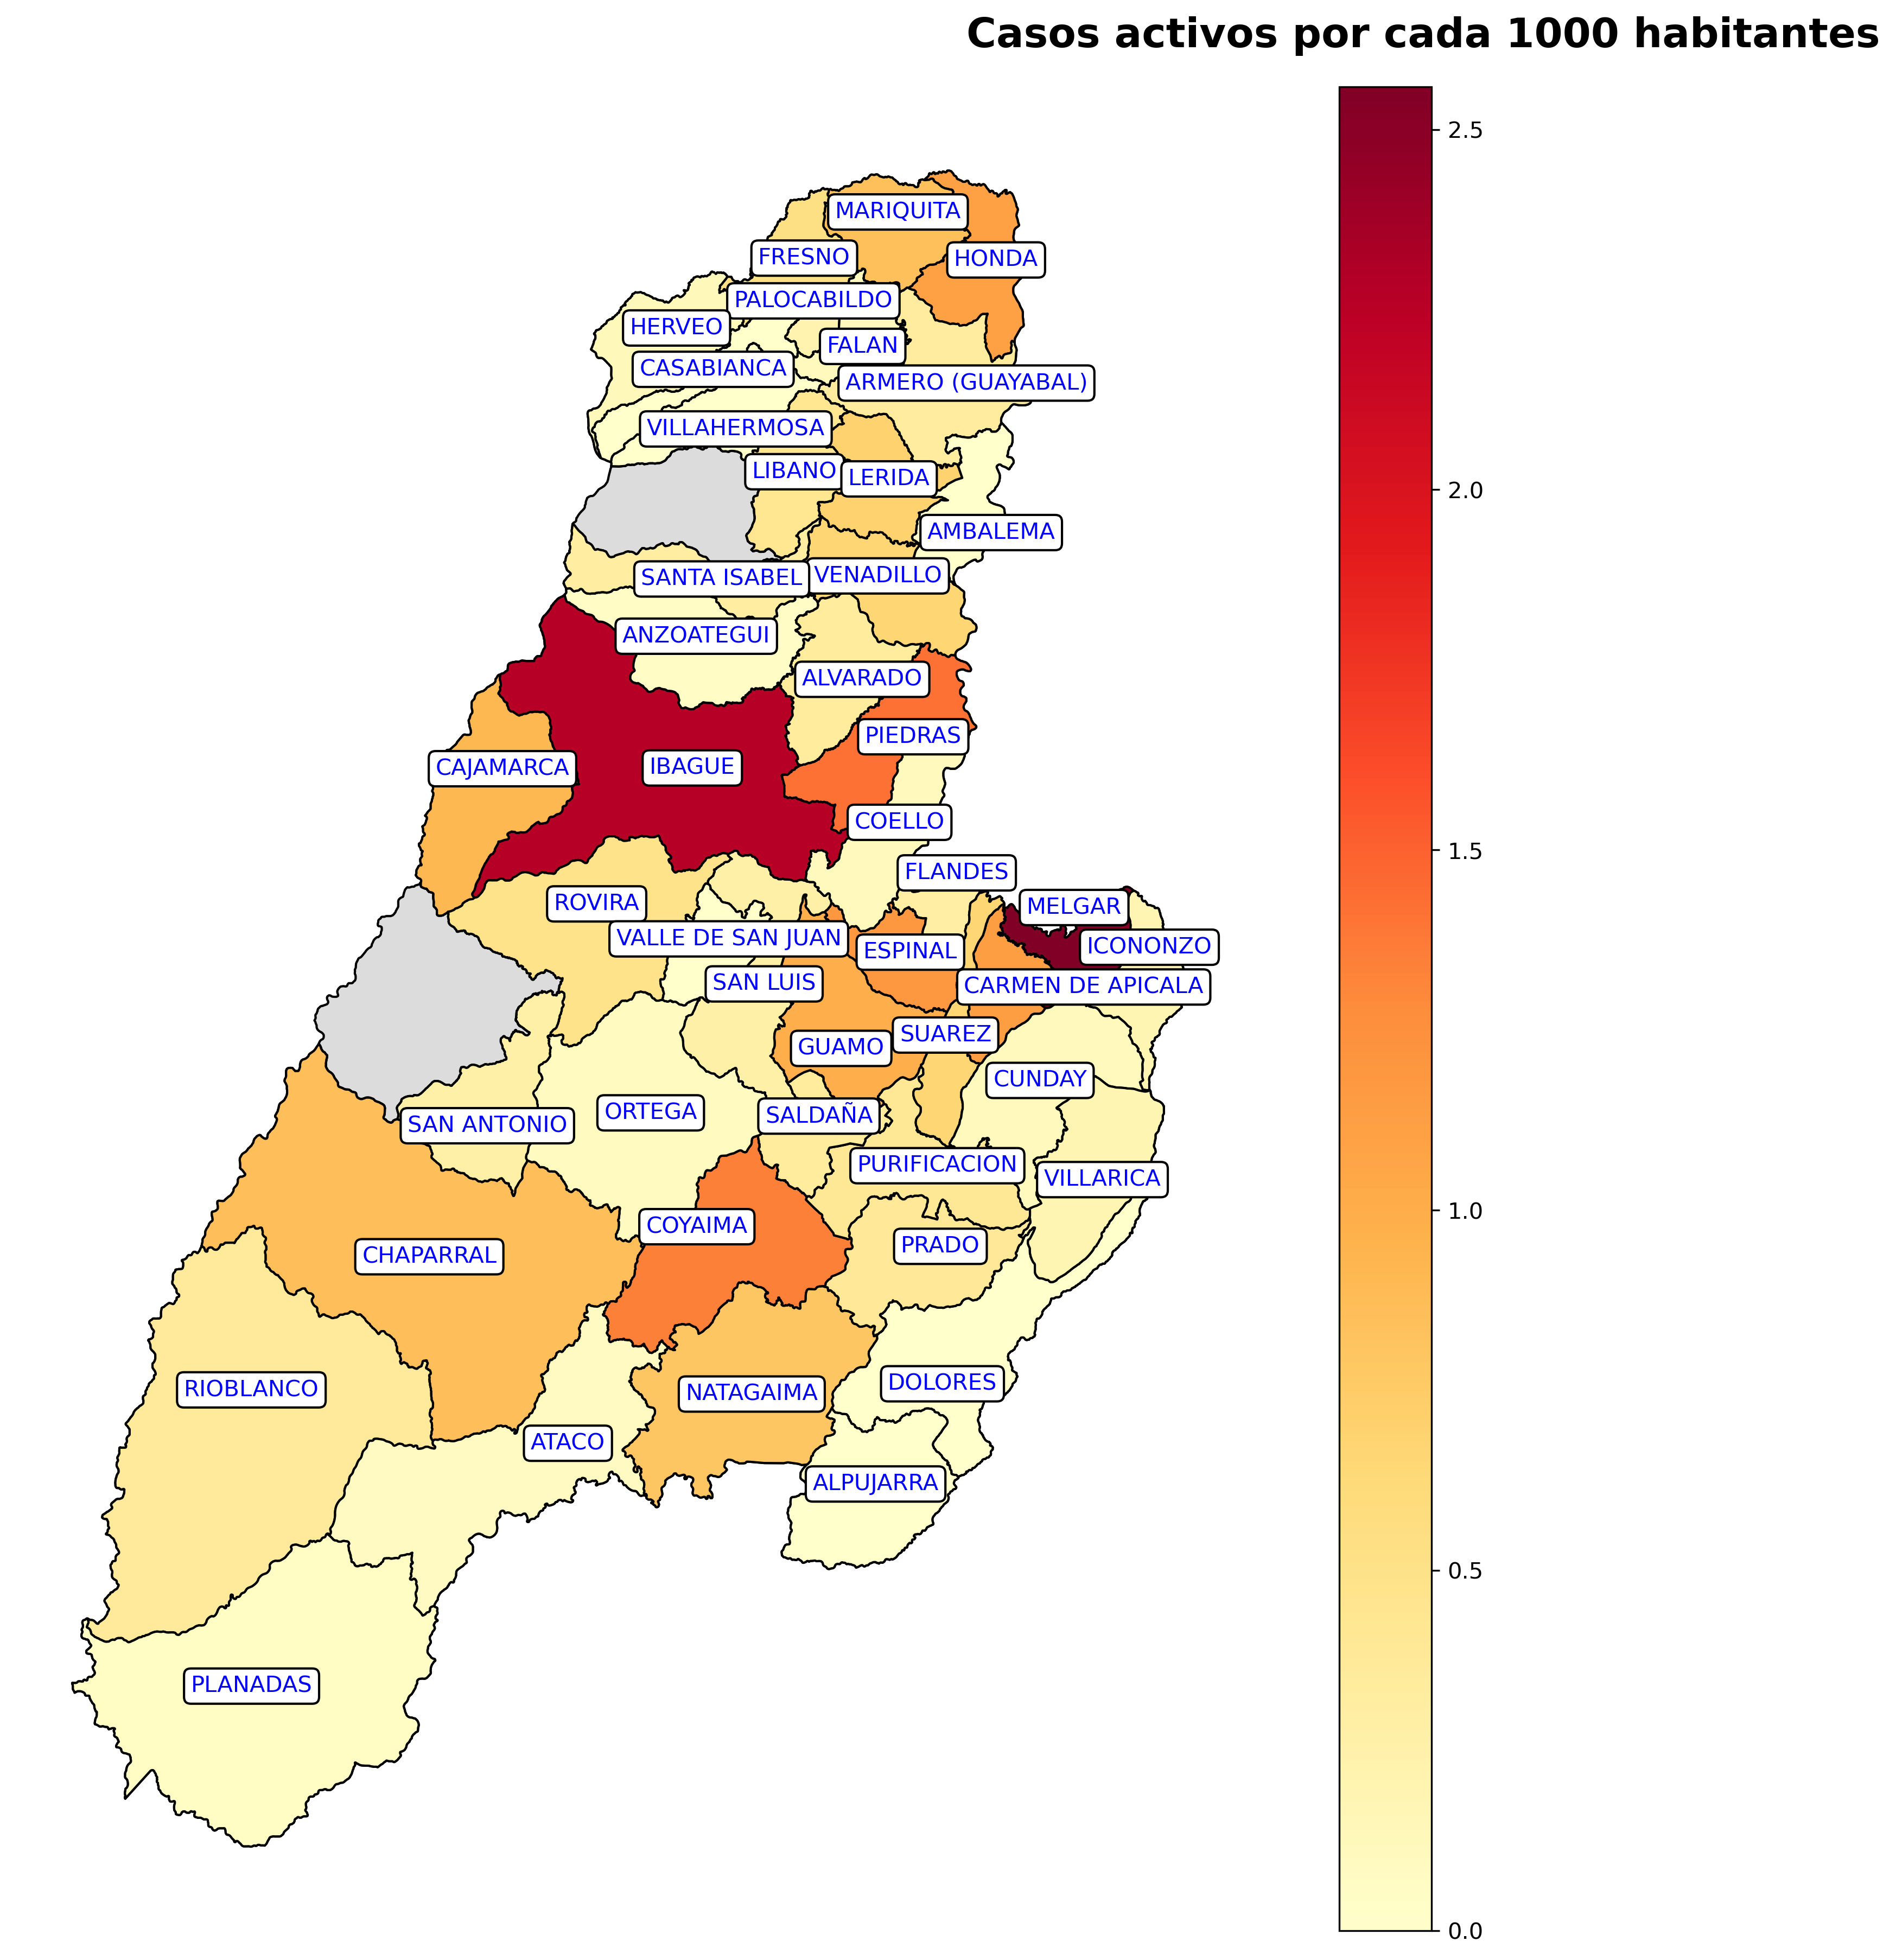 Casos activos por cada 1000 habitantes
2.5
2.0
1.5
1.0
0.5
0.0
MARIQUITA
HONDA
FRESNO
PALOCABILDO
HERVEO
FALAN
CASABIANCA
ARMERO (GUAYABAL)
VILLAHERMOSA
LIBANO
LERIDA
AMBALEMA
SANTA ISABEL
VENADILLO
ANZOATEGUI
ALVARADO
PIEDRAS
CAJAMARCA
IBAGUE
COELLO
FLANDES
ROVIRA
MELGAR
VALLE DE SAN JUAN
ESPINAL
ICONONZO
SAN LUIS
CARMEN DE APICALA
GUAMO
SUAREZ
CUNDAY
ORTEGA
SALDAÑA
SAN ANTONIO
PURIFICACION
VILLARICA
COYAIMA
PRADO
CHAPARRAL
RIOBLANCO
NATAGAIMA
DOLORES
ATACO
ALPUJARRA
PLANADAS